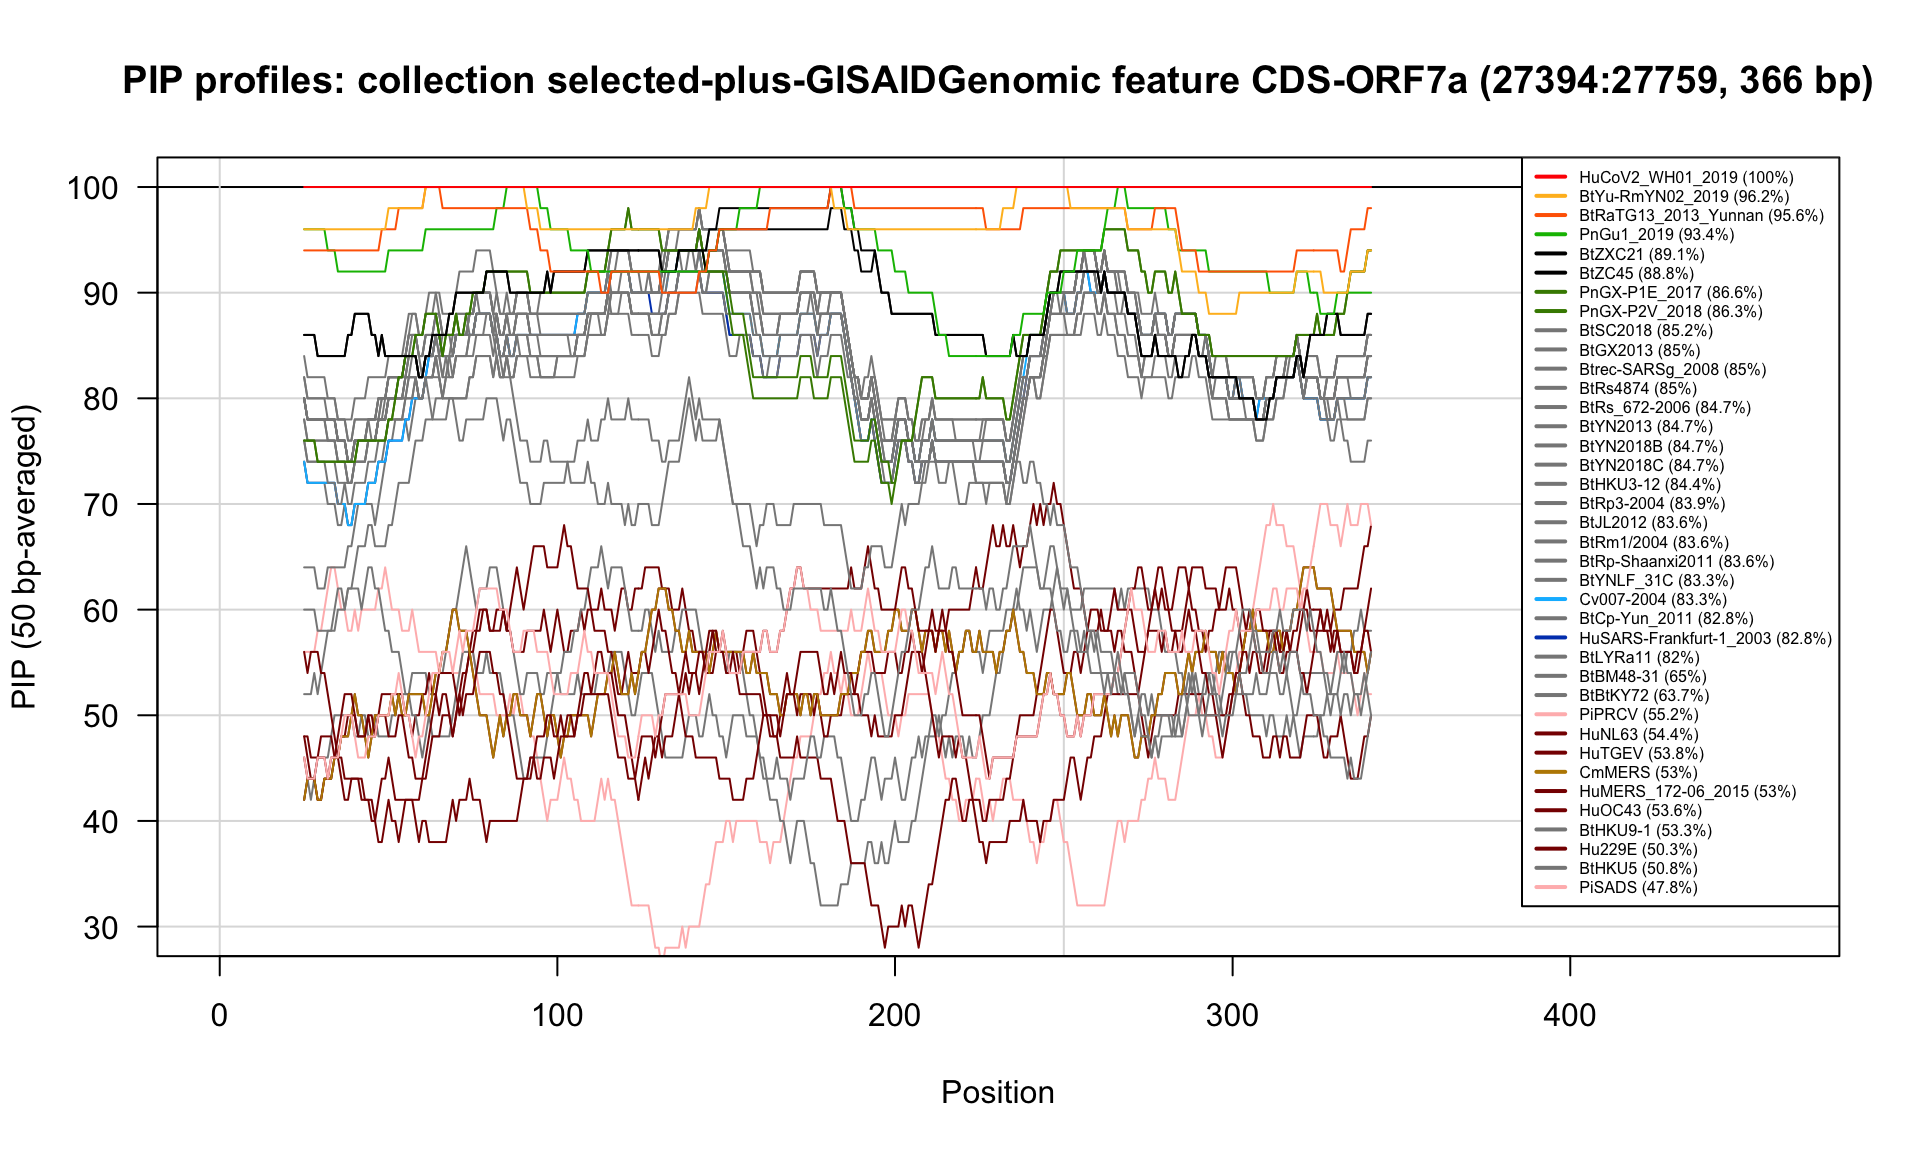 PIP profiles: collection selected-plus-GISAIDGenomic feature CDS-ORF7a (27394:27759, 366 bp)
PIP (50 bp-averaged)
100
90
80
70
60
50
40
30
0
100
200
300
400
Position
HuCoV2_WH01_2019 (100%)
BtYu-RmYN02_2019 (96.2%)
BtRaTG13_2013_Yunnan (95.6%)
PnGu1_2019 (93.4%)
BtZXC21 (89.1%)
BtZC45 (88.8%)
PnGX-P1E_2017 (86.6%)
PnGX-P2V_2018 (86.3%)
BtSC2018 (85.2%)
BtGX2013 (85%)
Btrec-SARSg_2008 (85%)
BtRs4874 (85%)
BtRs_672-2006 (84.7%)
BtYN2013 (84.7%)
BtYN2018B (84.7%)
BtYN2018C (84.7%)
BtHKU3-12 (84.4%)
BtRp3-2004 (83.9%)
BtJL2012 (83.6%)
BtRm1/2004 (83.6%)
BtRp-Shaanxi2011 (83.6%)
BtYNLF_31C (83.3%)
Cv007-2004 (83.3%)
BtCp-Yun_2011 (82.8%)
HuSARS-Frankfurt-1_2003 (82.8%)
BtLYRa11 (82%)
BtBM48-31 (65%)
BtBtKY72 (63.7%)
PiPRCV (55.2%)
HuNL63 (54.4%)
HuTGEV (53.8%)
CmMERS (53%)
HuMERS_172-06_2015 (53%)
HuOC43 (53.6%)
BtHKU9-1 (53.3%)
Hu229E (50.3%)
BtHKU5 (50.8%)
PiSADS (47.8%)